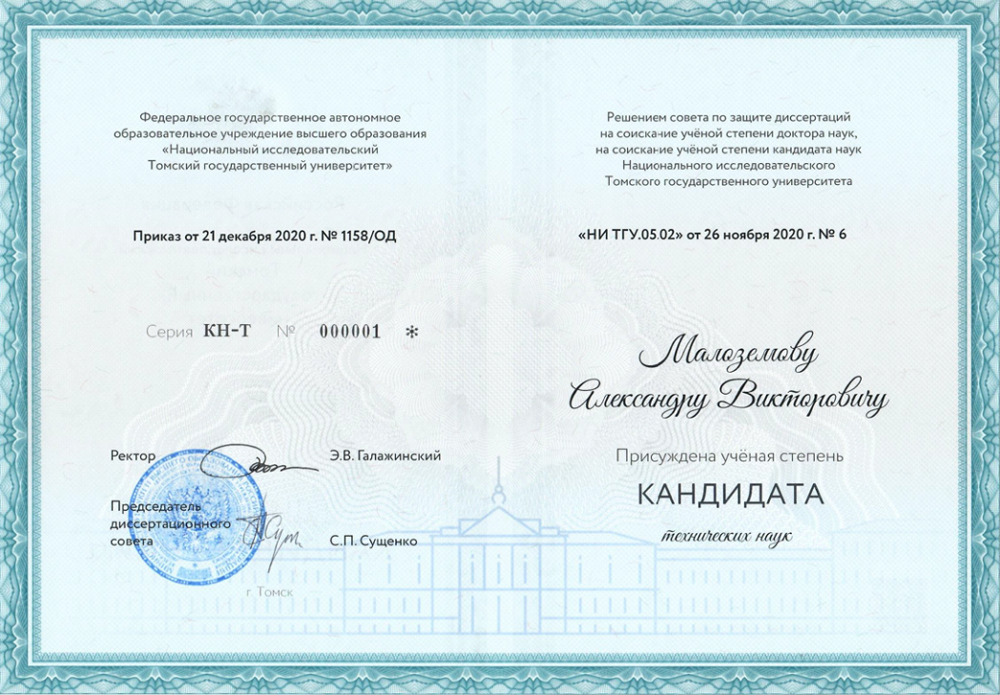 Федеральное государственное автономное
образовательное учреждение высшего образования
«Национальный исследовательский
Томский государственный университет»
Приказ от 21 декабря 2020 г. № 1158/ОД
Серия КН-Т № 000001 *
Ректор Э.В. Галажинский
Председатель
диссертационного
совета С.П. Сущенко
г. Томск
Решением совета по защите диссертаций
на соискание учёной степени доктора наук,
на соискание учёной степени кандидата наук
Национального исследовательского
Томского государственного университета
«НИ ТГУ.05.02» от 26 ноября 2020 г. № 6
Малоземову
Александру Викторовичу
Присуждена учёная степень
КАНДИДАТА
технических наук